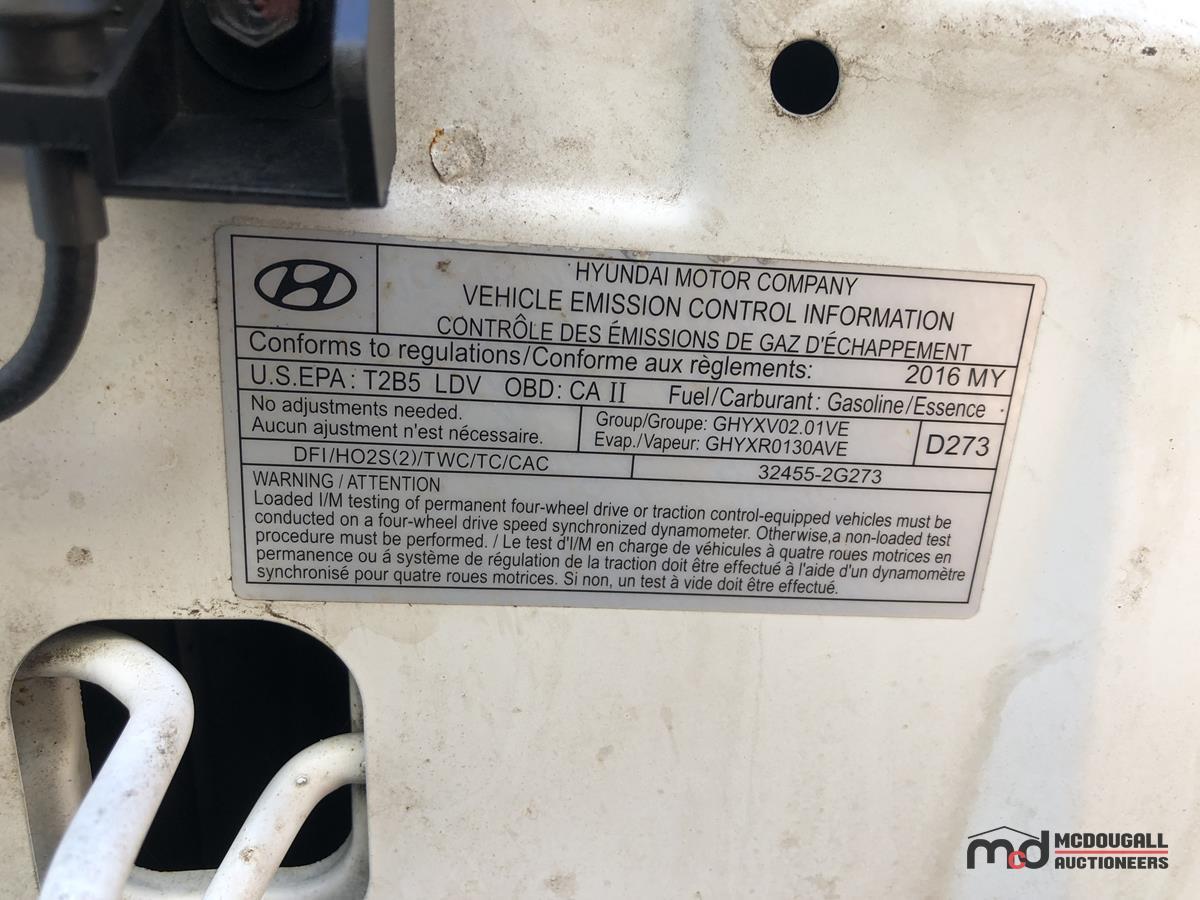 HYUNDAI MOTOR COMPANY
VEHICLE EMISSION CONTROL INFORMATION
CONTRÔLE DES ÉMISSIONS DE GAZ D'ÉCHAPPEMENT
Conforms to regulations/Conforme aux règlements: 2016 MY
U.S.EPA: T2B5 LDV OBD: CA II Fuel/Carburant: Gasoline/Essence
No adjustments needed.
Aucun ajustment n'est nécessaire.
Group/Groupe: GHYXV02.01VE
Evap./Vapeur: GHYXR0130AVE
D273
DFI/HO2S(2)/TWC/TC/CAC
32455-2G273
WARNING / ATTENTION
Loaded I/M testing of permanent four-wheel drive or traction control-equipped vehicles must be
conducted on a four-wheel drive speed synchronized dynamometer. Otherwise,a non-loaded test
procedure must be performed. / Le test d'I/M en charge de véhicules à quatre roues motrices en
permanence ou á système de régulation de la traction doit être effectué à l'aide d'un dynamomètre
synchronisé pour quatre roues motrices. Si non, un test à vide doit être effectué.
mcd MCDOUGALL
AUCTIONEERS